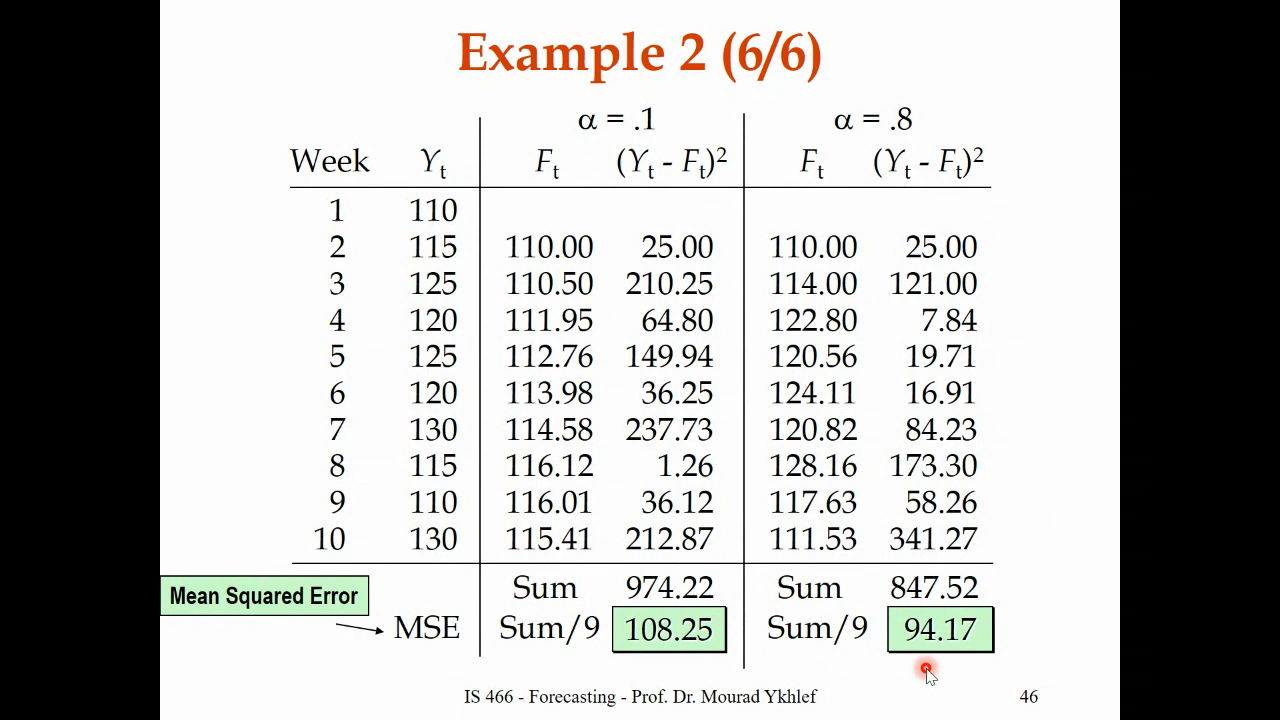 Example 2 (6/6)
α = .1 α = .8
Week Yt Ft (Yt - Ft)2 Ft (Yt - Ft)2
1 110
2 115 110.00 25.00 110.00 25.00
3 125 110.50 210.25 114.00 121.00
4 120 111.95 64.80 122.80 7.84
5 125 112.76 149.94 120.56 19.71
6 120 113.98 36.25 124.11 16.91
7 130 114.58 237.73 120.82 84.23
8 115 116.12 1.26 128.16 173.30
9 110 116.01 36.12 117.63 58.26
10 130 115.41 212.87 111.53 341.27
Sum 974.22 Sum 847.52
Mean Squared Error
MSE Sum/9 108.25 Sum/9 94.17
IS 466 - Forecasting - Prof. Dr. Mourad Ykhlef 46